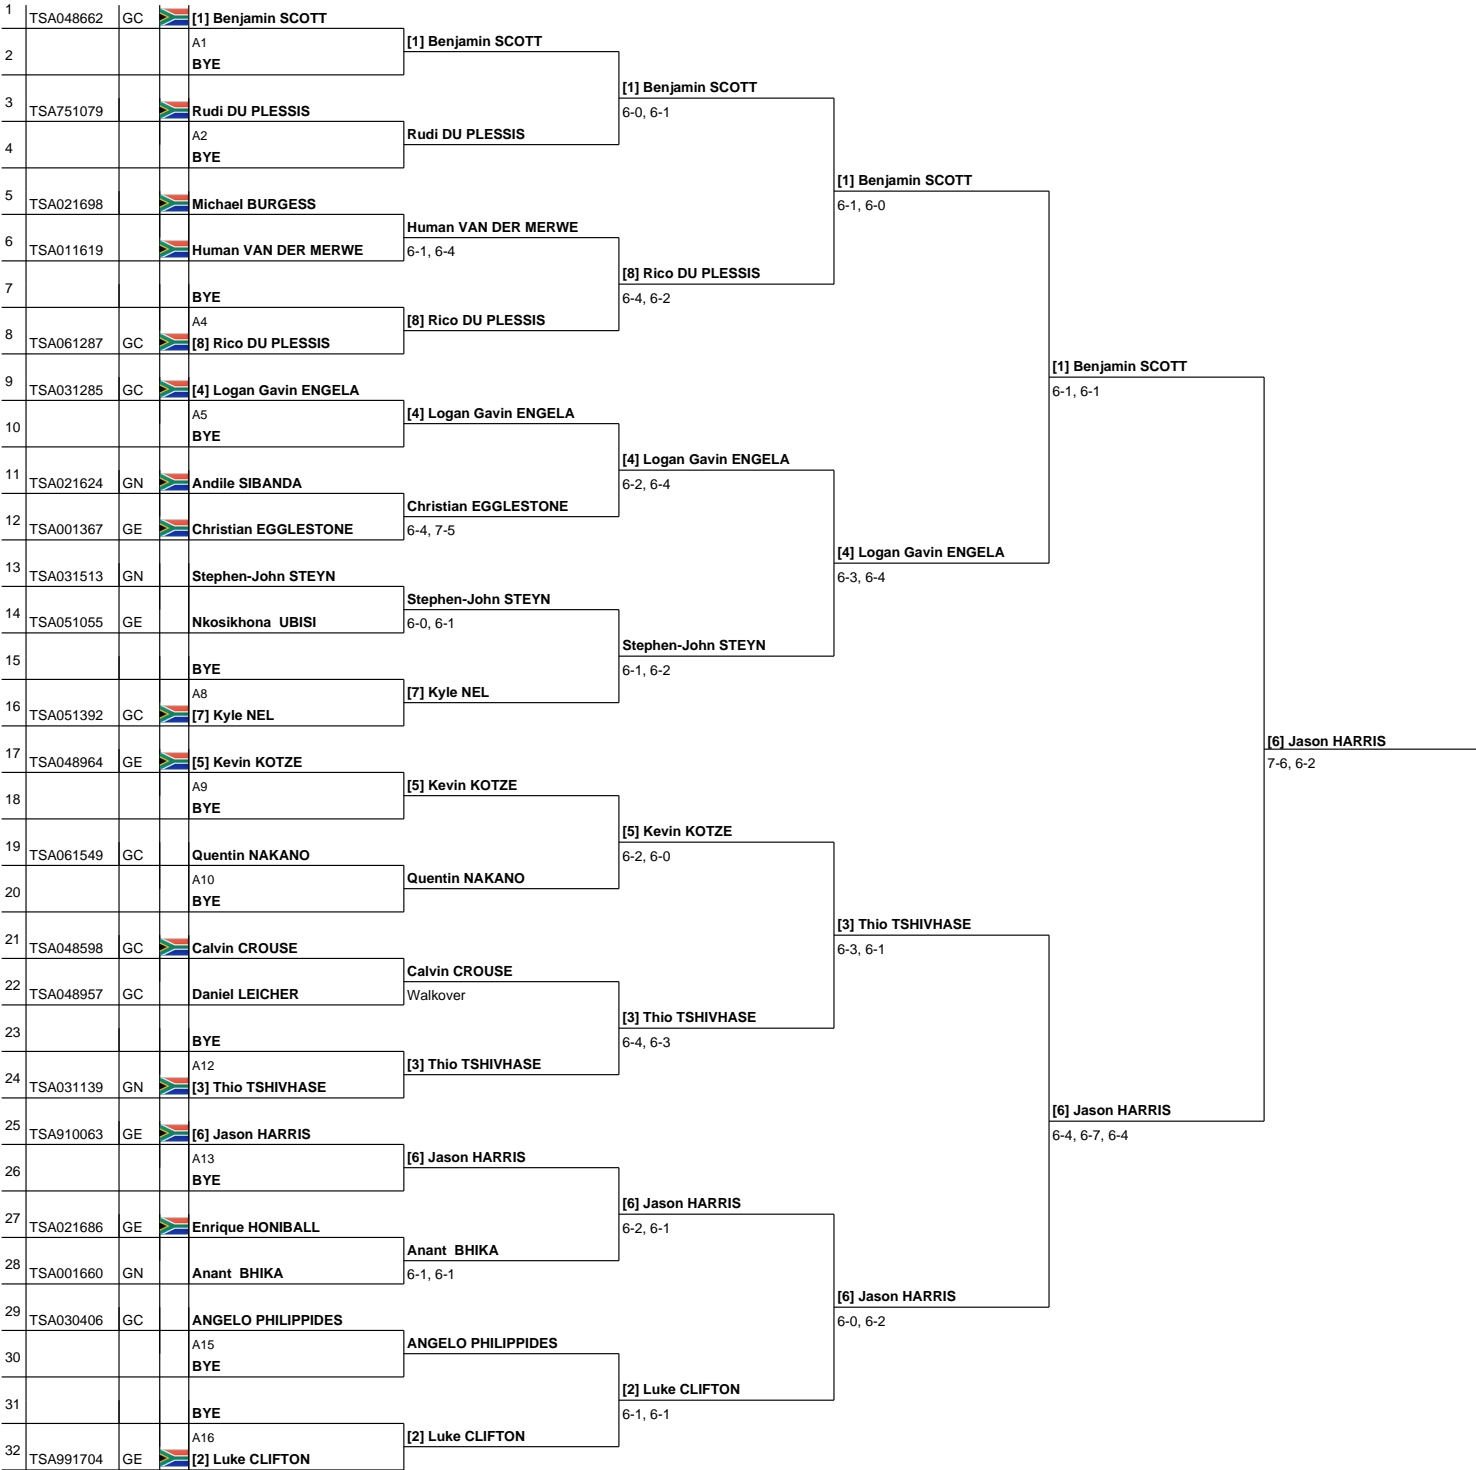 1 TSA048662 GC [1] Benjamin SCOTT
A1 [1] Benjamin SCOTT
2 BYE
[1] Benjamin SCOTT
3 TSA751079 Rudi DU PLESSIS 6-0, 6-1
A2 Rudi DU PLESSIS
4 BYE
[1] Benjamin SCOTT
5 TSA021698 Michael BURGESS 6-1, 6-0
Human VAN DER MERWE
6 TSA011619 Human VAN DER MERWE 6-1, 6-4
[8] Rico DU PLESSIS
7 BYE 6-4, 6-2
A4 [8] Rico DU PLESSIS
8 TSA061287 GC [8] Rico DU PLESSIS
[1] Benjamin SCOTT
9 TSA031285 GC [4] Logan Gavin ENGELA 6-1, 6-1
A5 [4] Logan Gavin ENGELA
10 BYE
[4] Logan Gavin ENGELA
11 TSA021624 GN Andile SIBANDA 6-2, 6-4
Christian EGGLESTONE
12 TSA001367 GE Christian EGGLESTONE 6-4, 7-5
[4] Logan Gavin ENGELA
13 TSA031513 GN Stephen-John STEYN 6-3, 6-4
Stephen-John STEYN
14 TSA051055 GE Nkosikhona UBISI 6-0, 6-1
Stephen-John STEYN
15 BYE 6-1, 6-2
A8 [7] Kyle NEL
16 TSA051392 GC [7] Kyle NEL
[6] Jason HARRIS
17 TSA048964 GE [5] Kevin KOTZE 7-6, 6-2
A9 [5] Kevin KOTZE
18 BYE
[5] Kevin KOTZE
19 TSA061549 GC Quentin NAKANO 6-2, 6-0
A10 Quentin NAKANO
20 BYE
[3] Thio TSHIVHASE
21 TSA048598 GC Calvin CROUSE 6-3, 6-1
Calvin CROUSE
22 TSA048957 GC Daniel LEICHER Walkover
[3] Thio TSHIVHASE
23 BYE 6-4, 6-3
A12 [3] Thio TSHIVHASE
24 TSA031139 GN [3] Thio TSHIVHASE
[6] Jason HARRIS
25 TSA910063 GE [6] Jason HARRIS 6-4, 6-7, 6-4
A13 [6] Jason HARRIS
26 BYE
[6] Jason HARRIS
27 TSA021686 GE Enrique HONIBALL 6-2, 6-1
Anant BHIKA
28 TSA001660 GN Anant BHIKA 6-1, 6-1
[6] Jason HARRIS
29 TSA030406 GC ANGELO PHILIPPIDES 6-0, 6-2
A15 ANGELO PHILIPPIDES
30 BYE
[2] Luke CLIFTON
31 BYE 6-1, 6-1
A16 [2] Luke CLIFTON
32 TSA991704 GE [2] Luke CLIFTON